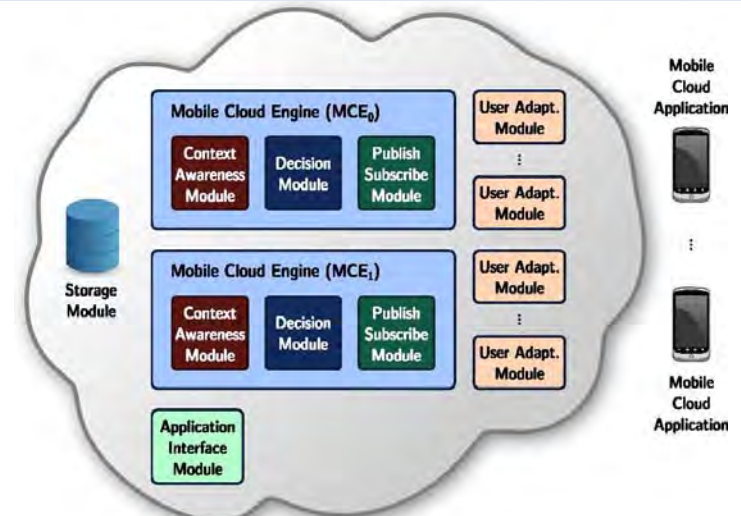 Mobile
Cloud
Application
Mobile Cloud Engine (MCE₀)
Context
Awareness
Module
Decision
Module
Publish
Subscribe
Module
User Adapt.
Module
User Adapt.
Module
Storage
Module
Mobile Cloud Engine (MCE₁)
Context
Awareness
Module
Decision
Module
Publish
Subscribe
Module
User Adapt.
Module
User Adapt.
Module
Mobile
Cloud
Application
Application
Interface
Module